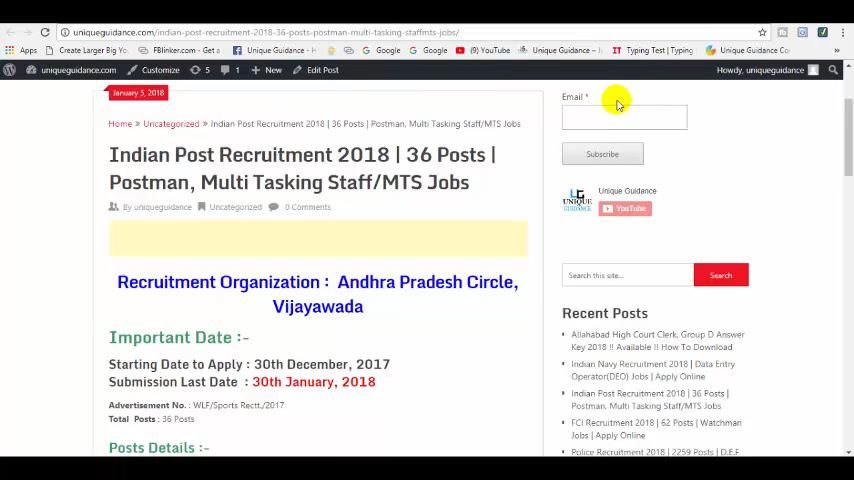 uniqueguidance.com/indian-post-recruitment-2018-36-posts-postman-multi-tasking-staffmts-jobs/
Apps Create Larger Big Yo. FBlinker.com - Get a Unique Guidance - H Google Google (9) YouTube Unique Guidance – Typing Test | Typing Unique Guidance Co
uniqueguidance.com Customize 5 1 New Edit Post Howdy, uniqueguidance
January 5, 2018
Home » Uncategorized » Indian Post Recruitment 2018 | 36 Posts | Postman, Multi Tasking Staff/MTS Jobs
Indian Post Recruitment 2018 | 36 Posts |
Postman, Multi Tasking Staff/MTS Jobs
By uniqueguidance Uncategorized 0 Comments
Recruitment Organization : Andhra Pradesh Circle,
Vijayawada
Important Date :-
Starting Date to Apply : 30th December, 2017
Submission Last Date : 30th January, 2018
Advertisement No. : WLF/Sports Rectt./2017
Total Posts : 36 Posts
Posts Details :-
Email *
Subscribe
UG
UNIQUE
GUIDANCE
Unique Guidance
YouTube
Search this site...
Search
Recent Posts
Allahabad High Court Clerk, Group D Answer
Key 2018 !! Available !! How To Download
Indian Navy Recruitment 2018 | Data Entry
Operator(DEO) Jobs | Apply Online
Indian Post Recruitment 2018 | 36 Posts |
Postman, Multi Tasking Staff/MTS Jobs
FCI Recruitment 2018 | 62 Posts | Watchman
Jobs | Apply Online
Police Recruitment 2018 | 2259 Posts | D.E.F